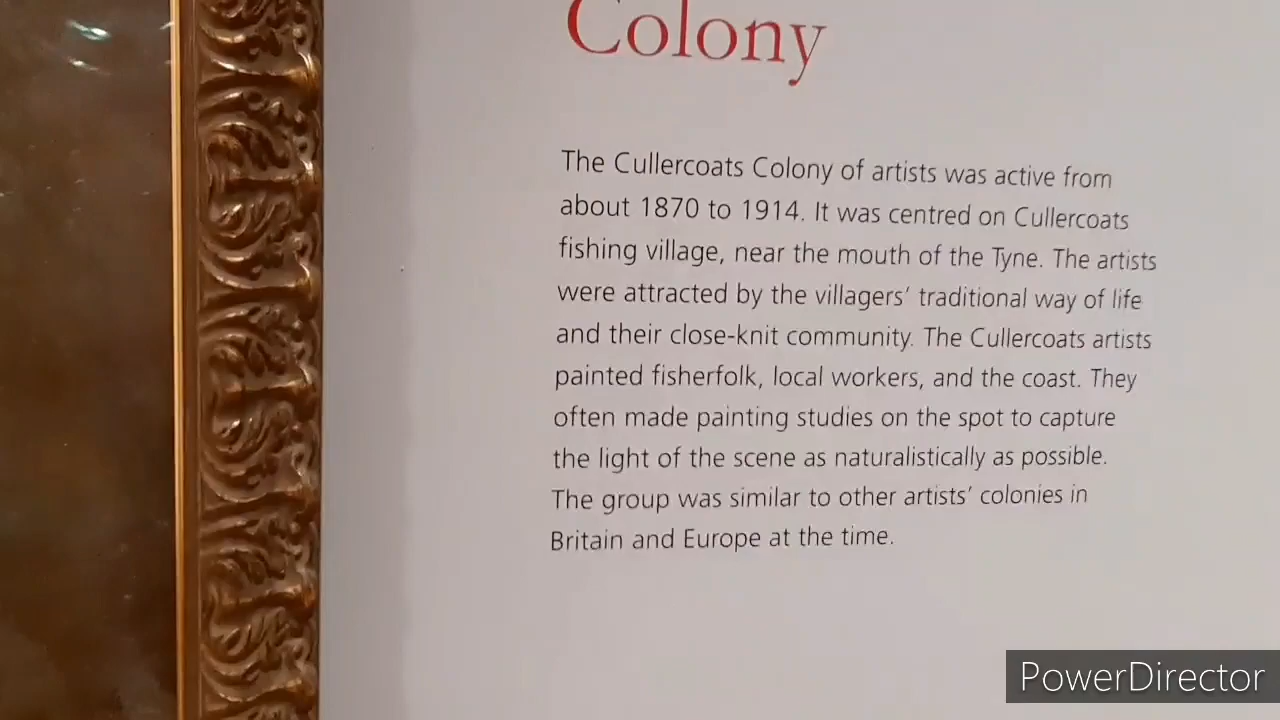 Colony
The Cullercoats Colony of artists was active from
about 1870 to 1914. It was centred on Cullercoats
fishing village, near the mouth of the Tyne. The artists
were attracted by the villagers’ traditional way of life
and their close-knit community. The Cullercoats artists
painted fisherfolk, local workers, and the coast. They
often made painting studies on the spot to capture
the light of the scene as naturalistically as possible.
The group was similar to other artists’ colonies in
Britain and Europe at the time.
PowerDirector